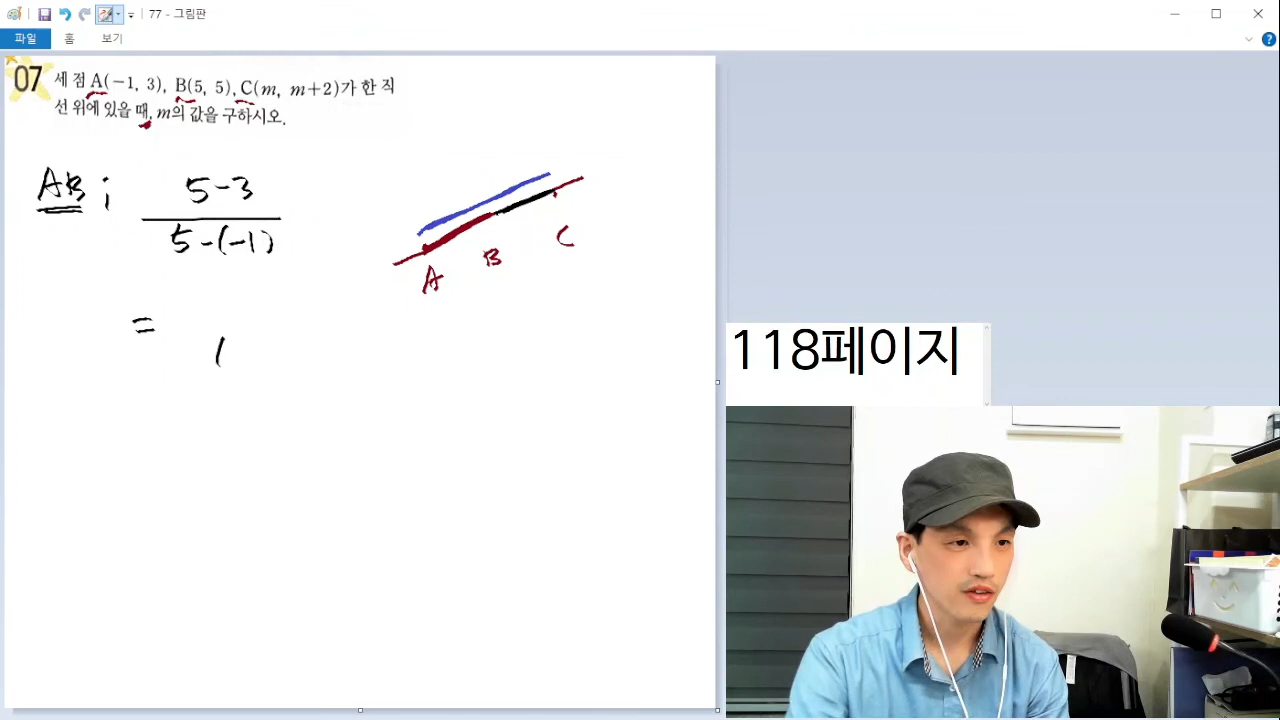 77 - 그림판
파일 홈 보기
07 세 점 A(-1, 3), B(5, 5), C(m, m+2)가 한 직
선 위에 있을 때, m의 값을 구하시오.
AB ; 5-3
5-(-1)
=
A B C
118페이지